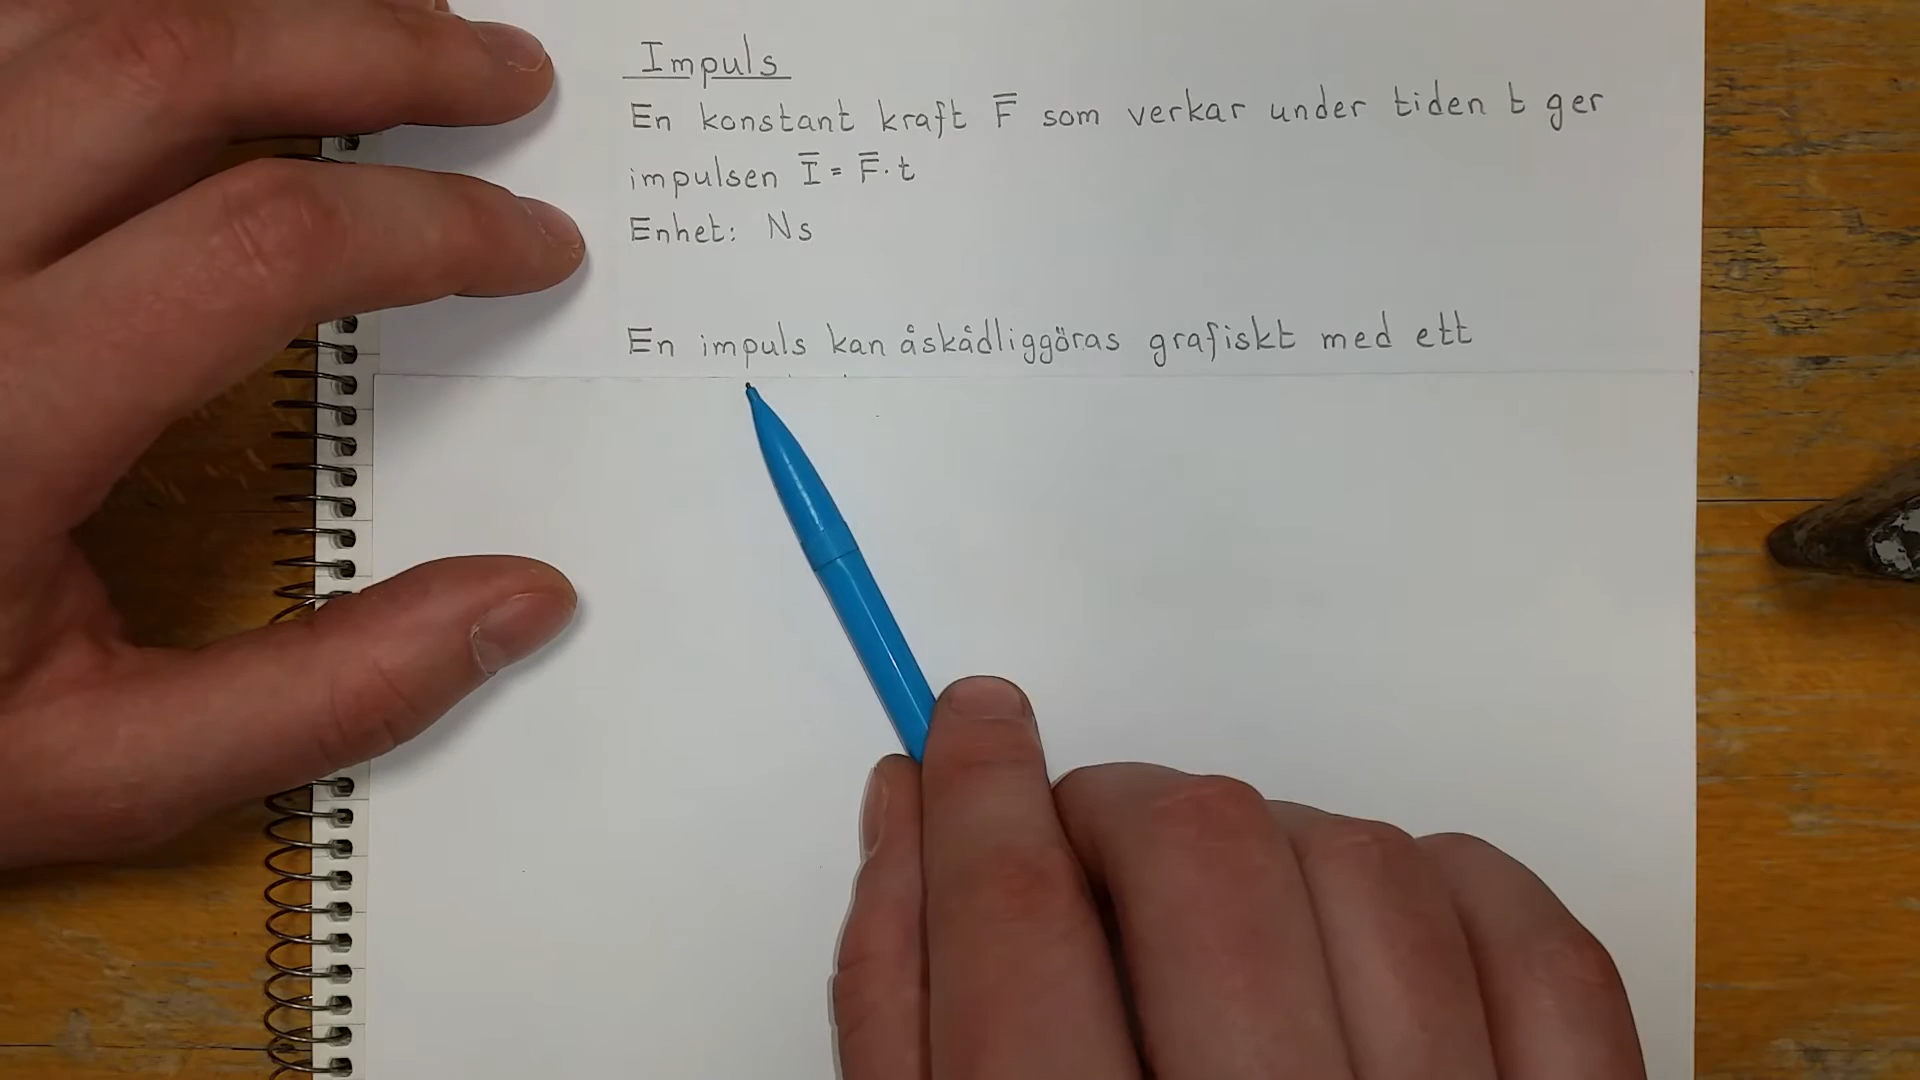 Impuls
En konstant kraft F̅ som verkar under tiden t ger
impulsen I̅ = F̅·t
Enhet: Ns
En impuls kan åskådliggöras grafiskt med ett